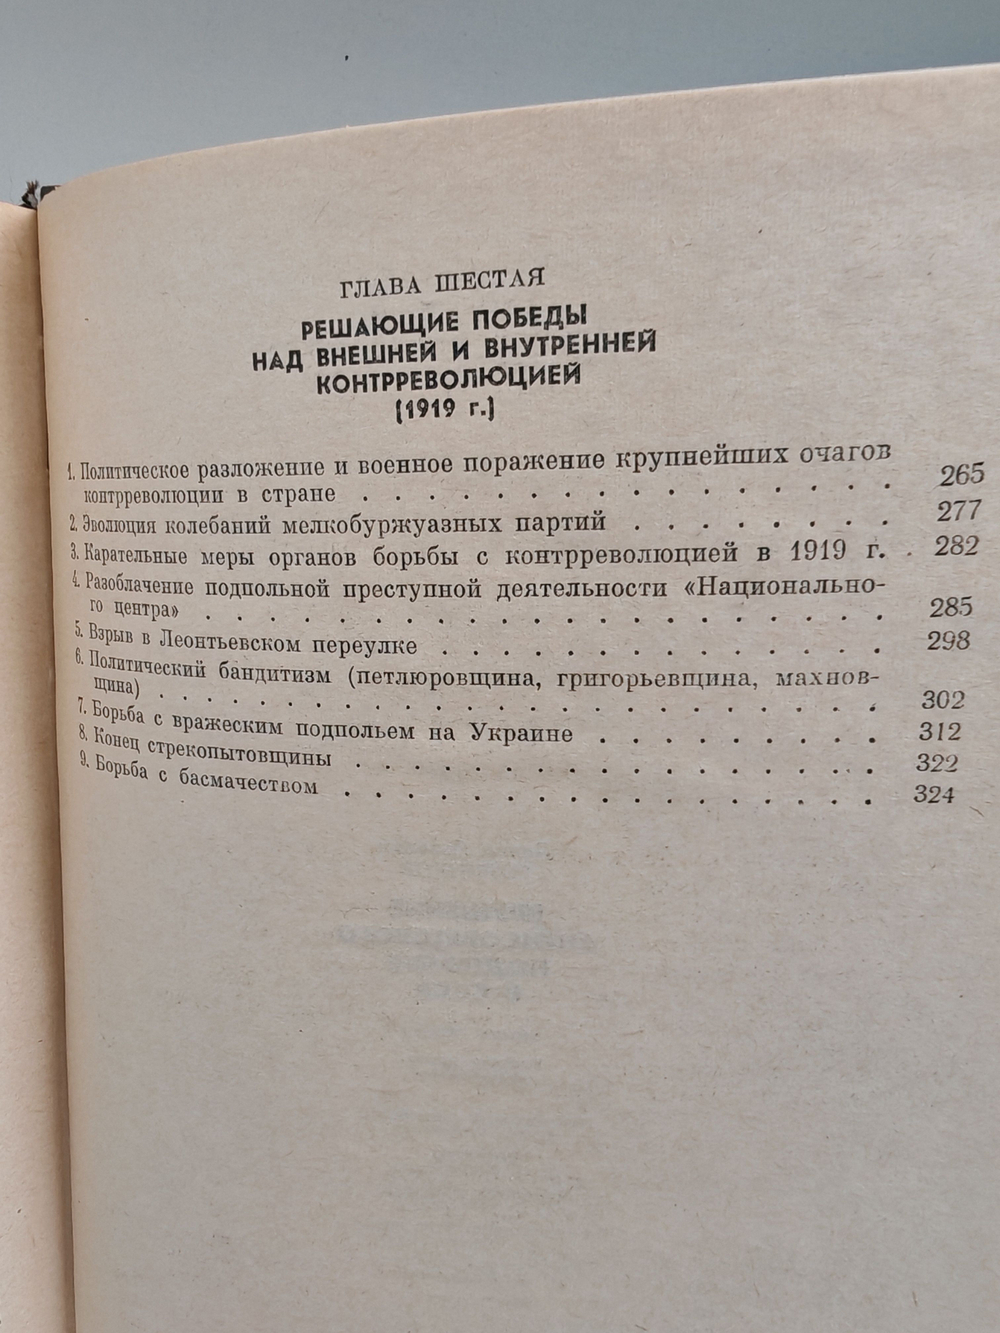 ГЛАВА ШЕСТАЯ
РЕШАЮЩИЕ ПОБЕДЫ
НАД ВНЕШНЕЙ И ВНУТРЕННЕЙ
КОНТРРЕВОЛЮЦИЕЙ
(1919 г.)
1. Политическое разложение и военное поражение крупнейших очагов
контрреволюции в стране . . . . . . . . . . . . . . . 265
2. Эволюция колебаний мелкобуржуазных партий . . . . . . . 277
3. Карательные меры органов борьбы с контрреволюцией в 1919 г. . 282
4. Разоблачение подпольной преступной деятельности «Национально-
го центра» . . . . . . . . . . . . . . . . . . . . 285
5. Взрыв в Леонтьевском переулке . . . . . . . . . . . . . 298
6. Политический бандитизм (петлюровщина, григорьевщина, махнов-
щина) . . . . . . . . . . . . . . . . . . . . . 302
7. Борьба с вражеским подпольем на Украине . . . . . . . . . 312
8. Конец стрекопытовщины . . . . . . . . . . . . . . . . 322
9. Борьба с басмачеством . . . . . . . . . . . . . . . . 324